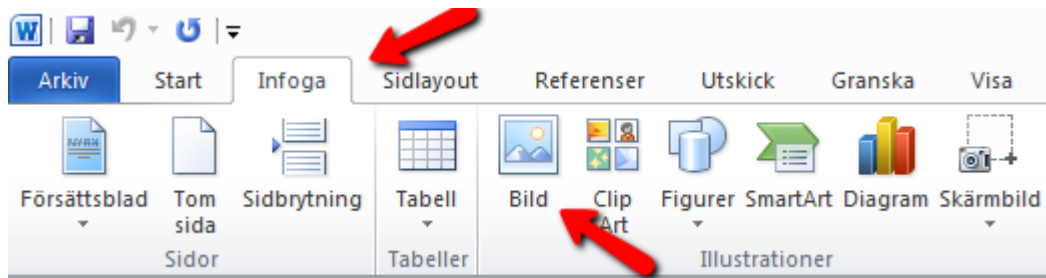 W
Arkiv Start Infoga Sidlayout Referenser Utskick Granska Visa
Försättsblad Tom sida Sidbrytning Tabell Bild Clip Art Figurer SmartArt Diagram Skärmbild
Sidor Tabeller Illustrationer